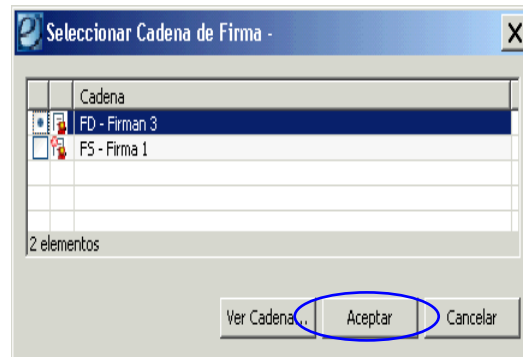 Seleccionar Cadena de Firma -
Cadena
FD - Firman 3
FS - Firma 1
2 elementos
Ver Cadena... Aceptar Cancelar